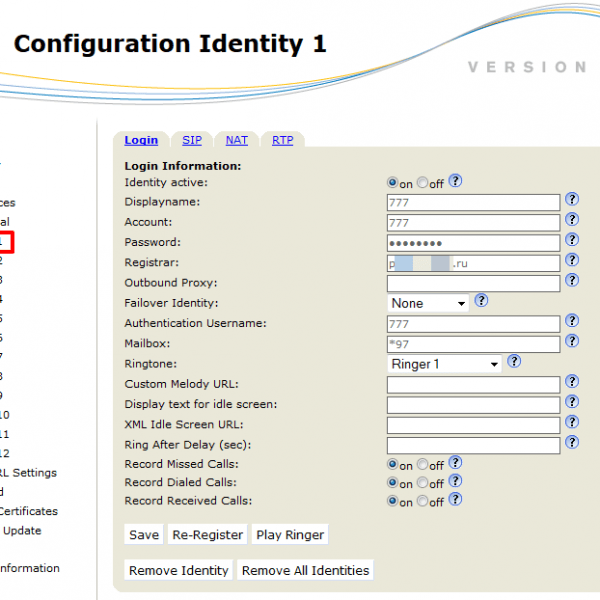 Configuration Identity 1
VERSION
Login SIP NAT RTP
Login Information:
Identity active: on off ?
Displayname: 777 ?
Account: 777 ?
Password: ●●●●●●●● ?
Registrar: p .ru ?
Outbound Proxy: ?
Failover Identity: None ?
Authentication Username: 777 ?
Mailbox: *97 ?
Ringtone: Ringer 1 ?
Custom Melody URL: ?
Display text for idle screen: ?
XML Idle Screen URL: ?
Ring After Delay (sec): ?
Record Missed Calls: on off ?
Record Dialed Calls: on off ?
Record Received Calls: on off ?
Save Re-Register Play Ringer
Remove Identity Remove All Identities
ces
al
1
2
3
4
5
6
7
8
9
10
11
12
RL Settings
d
Certificates
Update
nformation